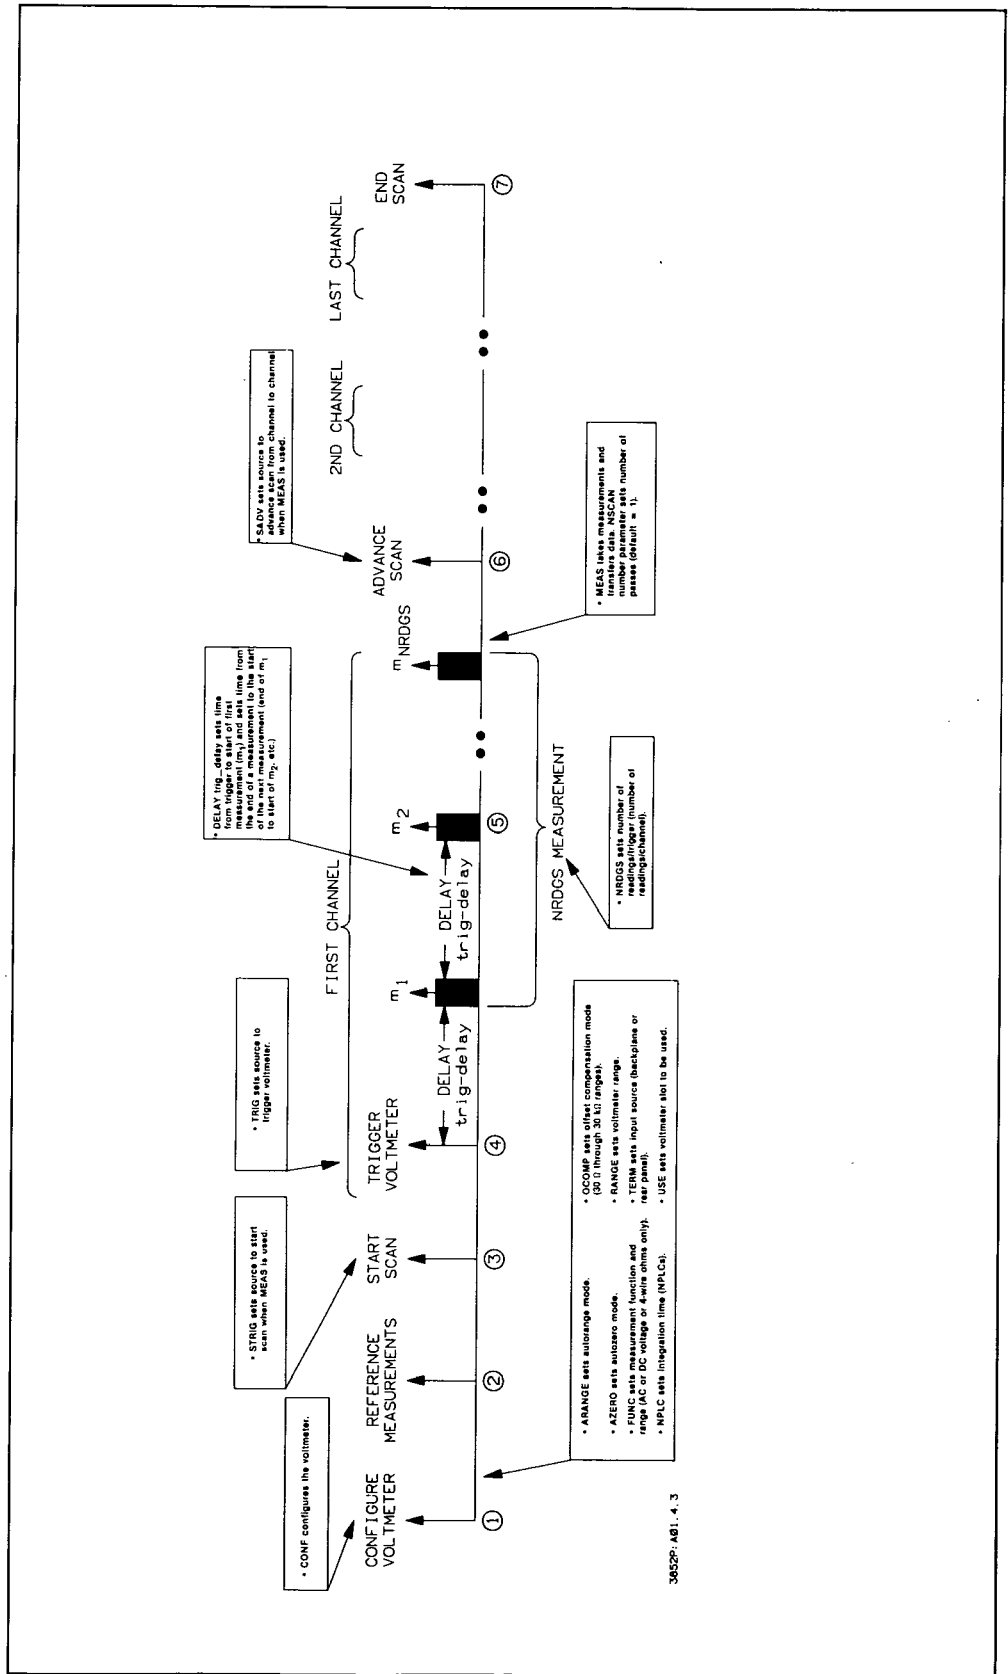 • CONF configures the voltmeter.
• STRIG sets source to start
scan when MEAS is used.
• TRIG sets source to
trigger voltmeter.
• DELAY trig_delay sets time
from trigger to start of first
measurement (m1) and sets time from
the end of a measurement to the start
of the next measurement (end of m1
to start of m2, etc.)
• SADV sets source to
advance scan from channel to channel
when MEAS is used.
FIRST CHANNEL
2ND CHANNEL
LAST CHANNEL
CONFIGURE
VOLTMETER
REFERENCE
MEASUREMENTS
START
SCAN
TRIGGER
VOLTMETER
m1
m2
mNRDGS
ADVANCE
SCAN
END
SCAN
DELAY
trig-delay
DELAY
trig-delay
① ② ③ ④ ⑤ ⑥ ⑦
NRDGS MEASUREMENT
• ARANGE sets autorange mode.
• AZERO sets autozero mode.
• FUNC sets measurement function and
range (AC or DC voltage or 4-wire ohms only).
• NPLC sets integration time (NPLCs).
• OCOMP sets offset compensation mode
(30 Ω through 30 kΩ ranges).
• RANGE sets voltmeter range.
• TERM sets input source (backplane or
rear panel).
• USE sets voltmeter slot to be used.
• NRDGS sets number of
readings/trigger (number of
readings/channel).
• MEAS takes measurements and
transfers data. NSCAN
number parameter sets number of
passes (default = 1).
3852P: A01.4.3